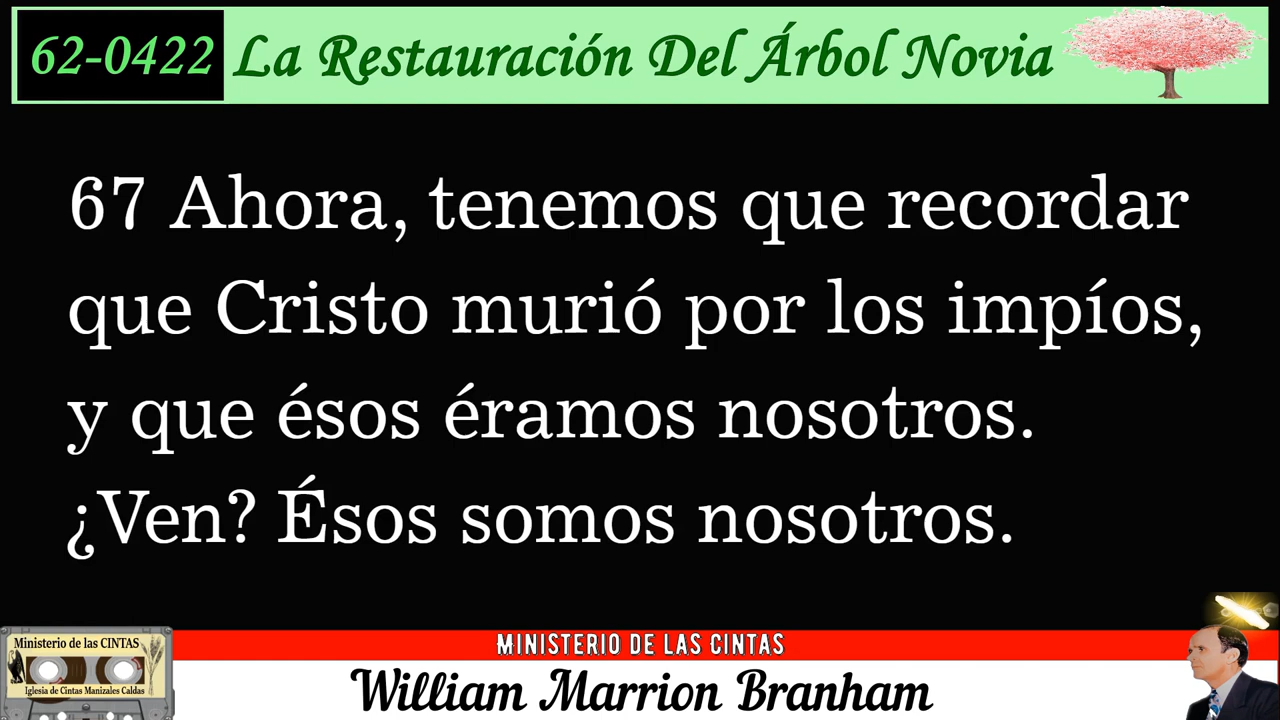 62-0422 La Restauración Del Árbol Novia
67 Ahora, tenemos que recordar
que Cristo murió por los impíos,
y que ésos éramos nosotros.
¿Ven? Ésos somos nosotros.
Ministerio de las CINTAS
Iglesia de Cintas Manizales Caldas
MINISTERIO DE LAS CINTAS
William Marrion Branham